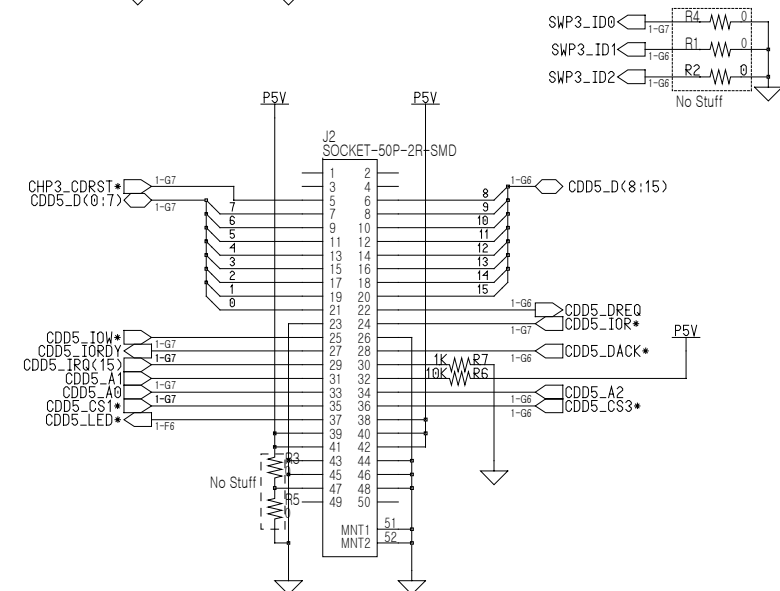 SWP3_ID0 1-G7 R4 0
SWP3_ID1 1-G6 R1 0
SWP3_ID2 1-G6 R2 0
No Stuff
P5V P5V
J2
SOCKET-50P-2R-SMD
1 2
CHP3_CDRST* 1-G7 3 4 1-G6 CDD5_D(8:15)
CDD5_D(0:7) 1-G7 5 6 8
7 7 8 9
6 9 10 10
5 11 12 11
4 13 14 12
3 15 16 13
2 17 18 14
1 19 20 15
0 21 22 1-G6 CDD5_DREQ
23 24 1-G7 CDD5_IOR*
CDD5_IOW* 1-G7 25 26 P5V
CDD5_IORDY 27 28 1-G6 CDD5_DACK*
CDD5_IRQ(15) 1-G7 29 30 1K R7
CDD5_A1 31 32 10K R6
CDD5_A0 1-G7 33 34 1-G6 CDD5_A2
CDD5_CS1* 1-G7 35 36 1-G6 CDD5_CS3*
CDD5_LED* 1-F6 37 38
39 40
41 42
R3 0 43 44
45 46
No Stuff 47 48
R5 0 49 50
MNT1 51
MNT2 52